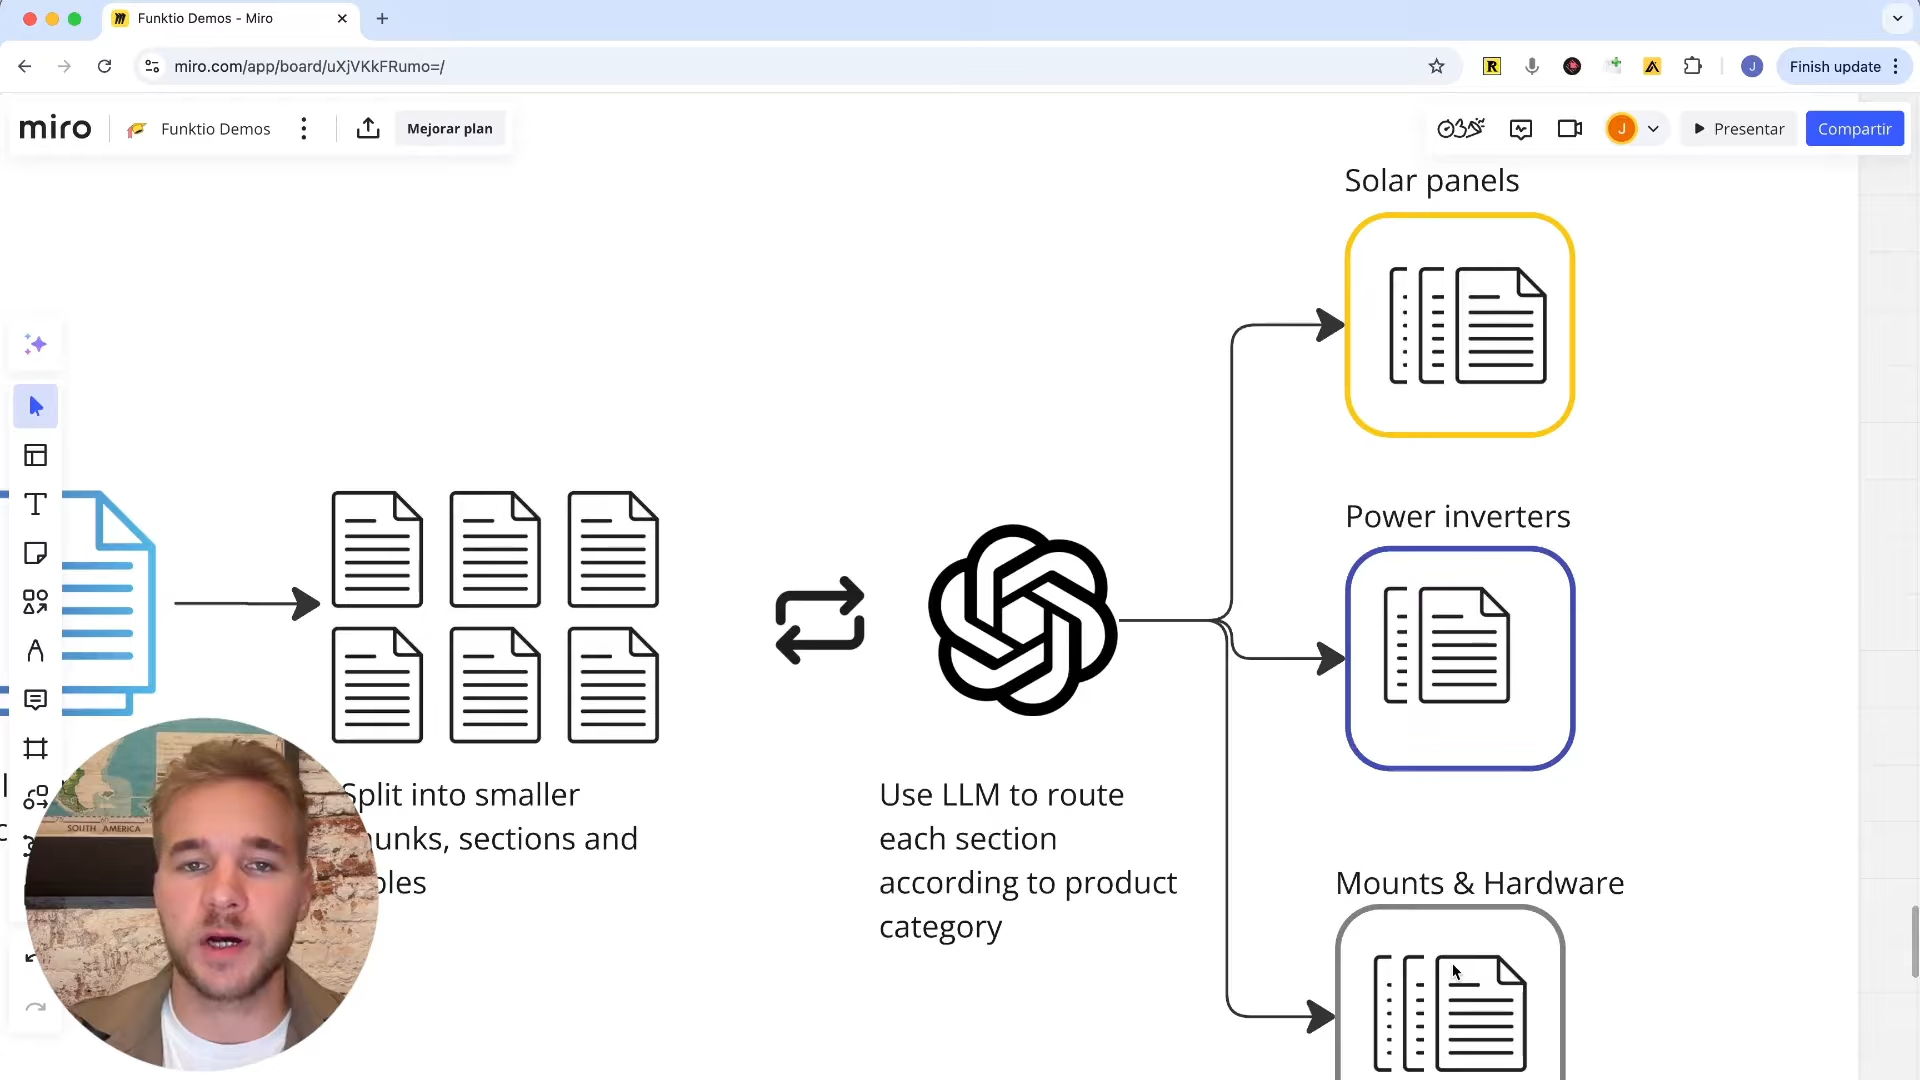 Funktio Demos - Miro
miro.com/app/board/uXjVKkFRumo=/
R
J
Finish update
miro
Funktio Demos
Mejorar plan
J
Presentar
Compartir
Solar panels
Power inverters
Split into smaller
hunks, sections and
bles
SOUTH AMERICA
Use LLM to route
each section
according to product
category
Mounts & Hardware